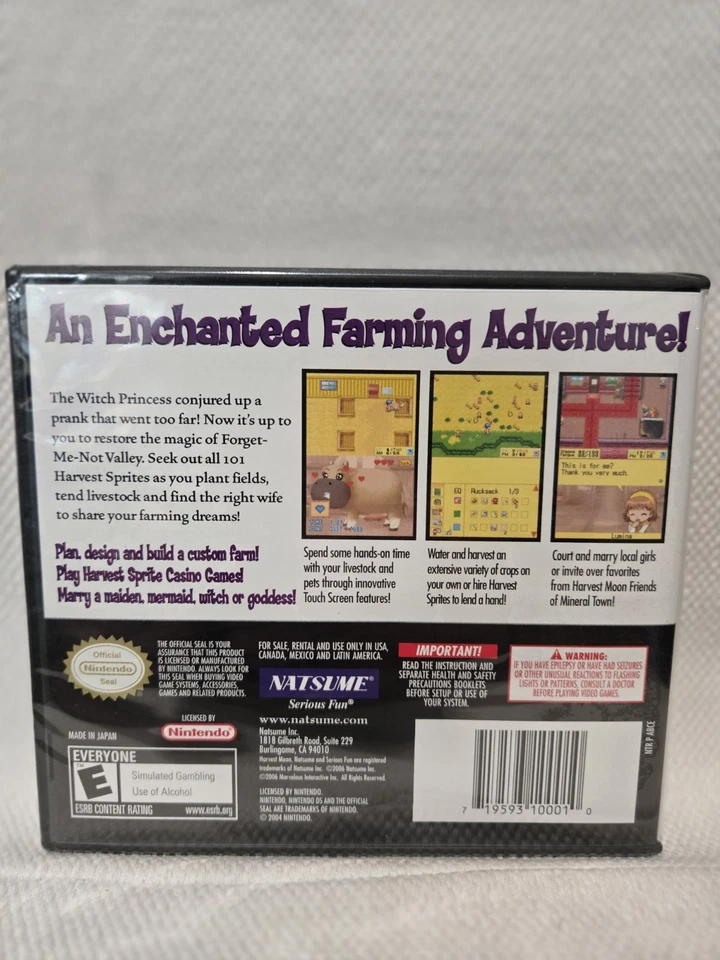 An Enchanted Farming Adventure!
The Witch Princess conjured up a
prank that went too far! Now it's up to
you to restore the magic of Forget-
Me-Not Valley. Seek out all 101
Harvest Sprites as you plant fields,
tend livestock and find the right wife
to share your farming dreams!
Plan, design and build a custom farm!
Play Harvest Sprite Casino Games!
Marry a maiden, mermaid, witch or goddess!
EQ Rucksack 1/3
This is for me?
Thank you very much.
Lumina
Spend some hands-on time
with your livestock and
pets through innovative
Touch Screen features!
Water and harvest an
extensive variety of crops on
your own or hire Harvest
Sprites to lend a hand!
Court and marry local girls
or invite over favorites
from Harvest Moon Friends
of Mineral Town!
Official
Nintendo
Seal
THE OFFICIAL SEAL IS YOUR
ASSURANCE THAT THIS PRODUCT
IS LICENSED OR MANUFACTURED
BY NINTENDO. ALWAYS LOOK FOR
THIS SEAL WHEN BUYING VIDEO
GAME SYSTEMS, ACCESSORIES,
GAMES AND RELATED PRODUCTS.
MADE IN JAPAN
LICENSED BY
Nintendo
EVERYONE
E
Simulated Gambling
Use of Alcohol
ESRB CONTENT RATING www.esrb.org
FOR SALE, RENTAL AND USE ONLY IN USA,
CANADA, MEXICO AND LATIN AMERICA.
NATSUME®
Serious Fun®
www.natsume.com
Natsume Inc.
1818 Gilbreth Road, Suite 229
Burlingame, CA 94010
Harvest Moon, Natsume and Serious Fun are registered
trademarks of Natsume Inc. ©2006 Natsume Inc.
©2006 Marvelous Interactive Inc. All Rights Reserved.
LICENSED BY NINTENDO.
NINTENDO, NINTENDO DS AND THE OFFICIAL
SEAL ARE TRADEMARKS OF NINTENDO.
© 2004 NINTENDO.
IMPORTANT!
READ THE INSTRUCTION AND
SEPARATE HEALTH AND SAFETY
PRECAUTIONS BOOKLETS
BEFORE SETUP OR USE OF
YOUR SYSTEM.
WARNING:
IF YOU HAVE EPILEPSY OR HAVE HAD SEIZURES
OR OTHER UNUSUAL REACTIONS TO FLASHING
LIGHTS OR PATTERNS, CONSULT A DOCTOR
BEFORE PLAYING VIDEO GAMES.
7 19593 10001 0
NTR P ABCE